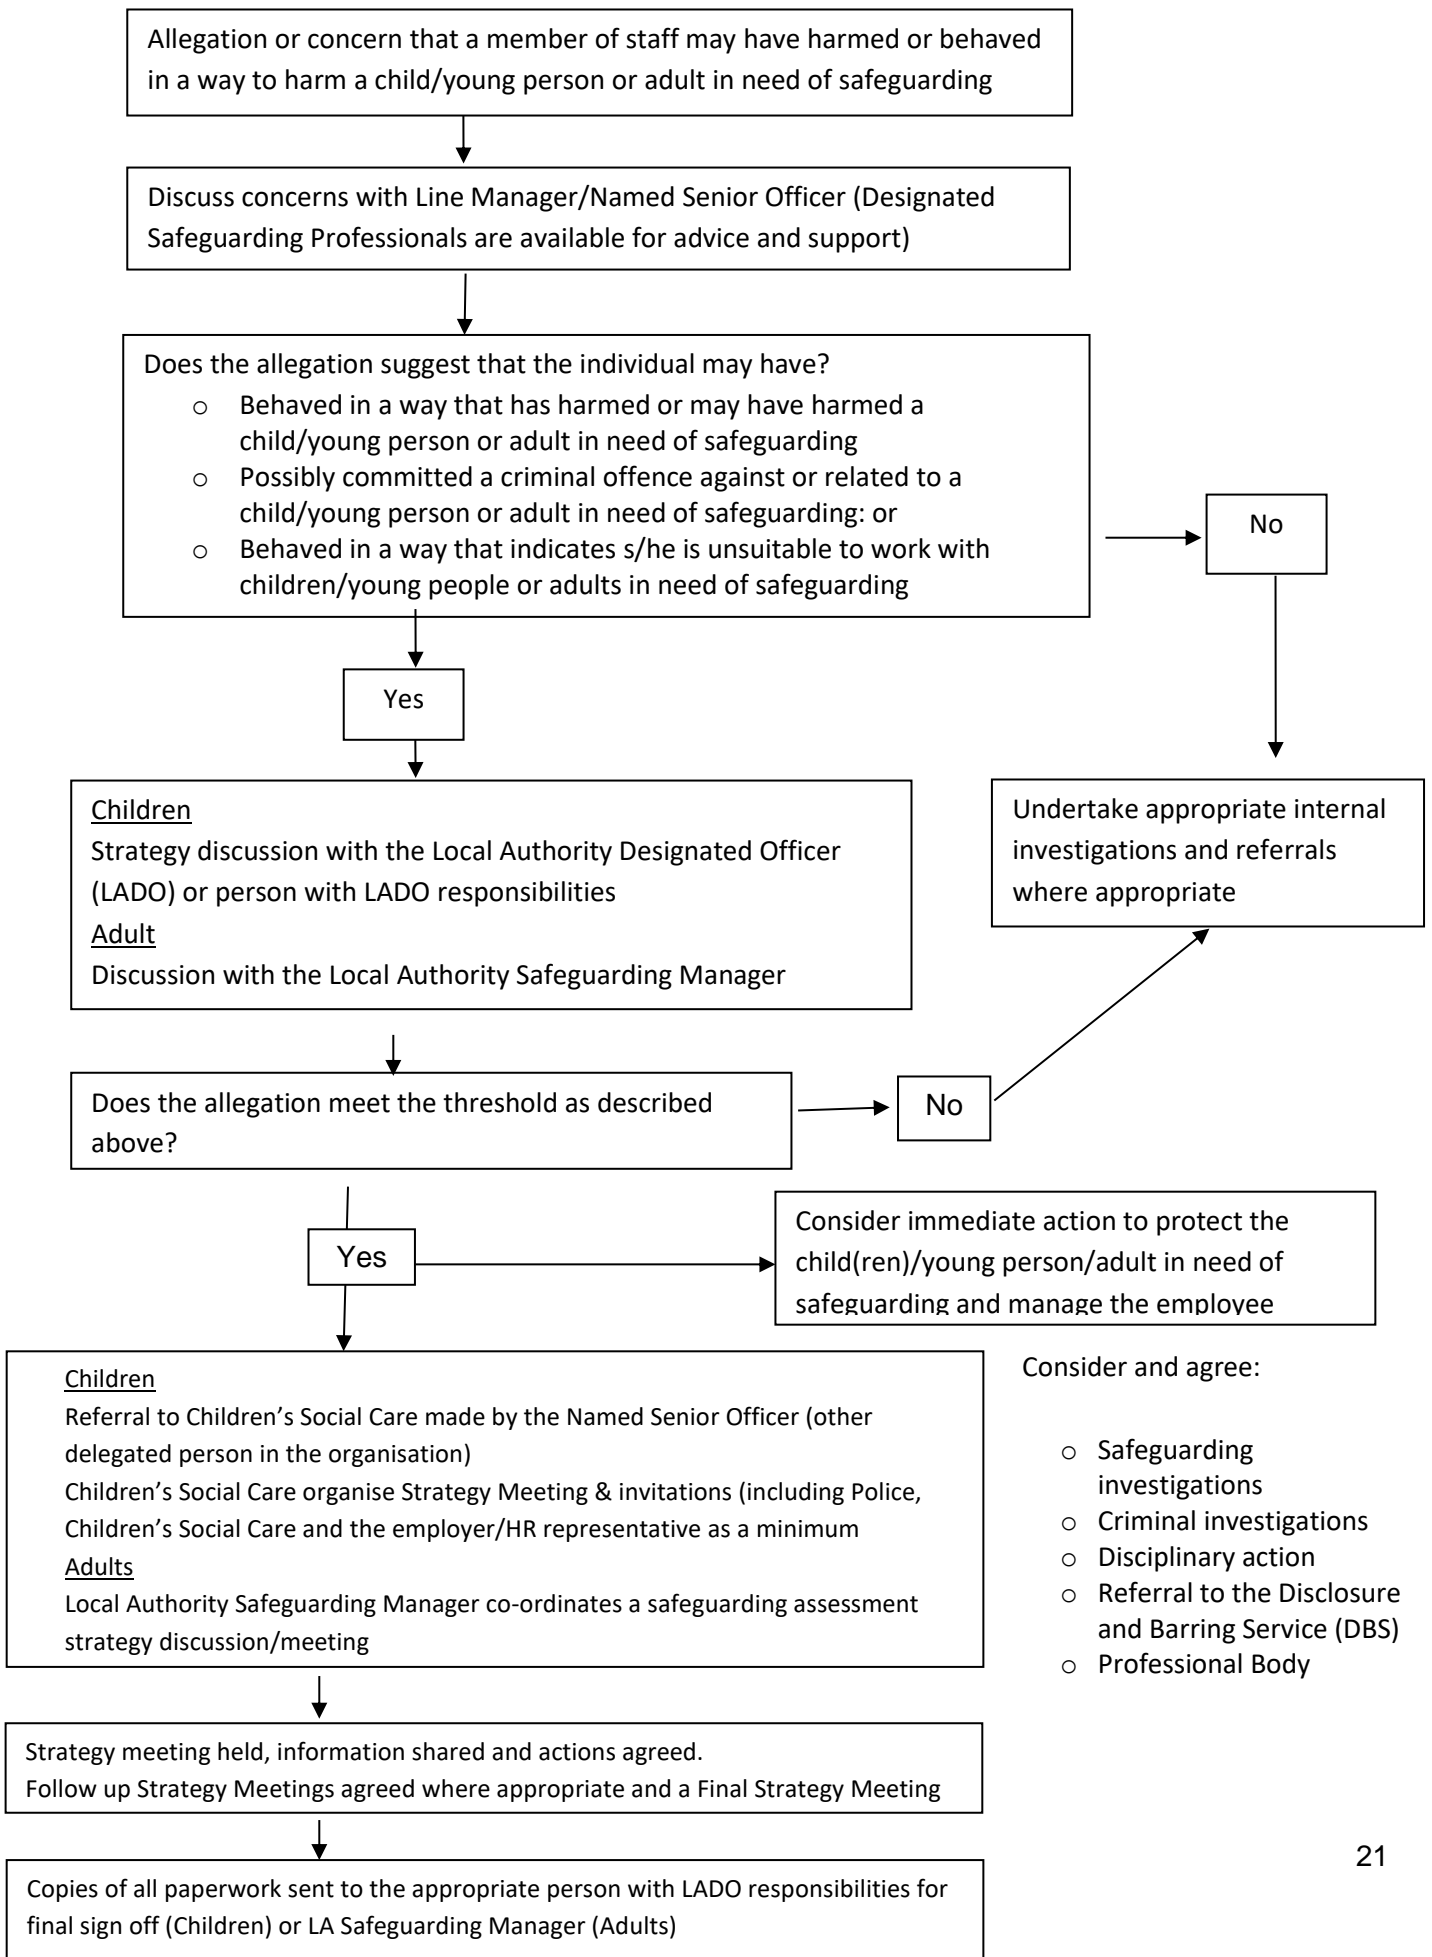 Allegation or concern that a member of staff may have harmed or behaved
in a way to harm a child/young person or adult in need of safeguarding
Discuss concerns with Line Manager/Named Senior Officer (Designated
Safeguarding Professionals are available for advice and support)
Does the allegation suggest that the individual may have?
o Behaved in a way that has harmed or may have harmed a
child/young person or adult in need of safeguarding
o Possibly committed a criminal offence against or related to a
child/young person or adult in need of safeguarding: or
o Behaved in a way that indicates s/he is unsuitable to work with
children/young people or adults in need of safeguarding
No
Yes
Children
Strategy discussion with the Local Authority Designated Officer
(LADO) or person with LADO responsibilities
Adult
Discussion with the Local Authority Safeguarding Manager
Undertake appropriate internal
investigations and referrals
where appropriate
Does the allegation meet the threshold as described
above?
No
Yes
Consider immediate action to protect the
child(ren)/young person/adult in need of
safeguarding and manage the employee
Children
Referral to Children’s Social Care made by the Named Senior Officer (other
delegated person in the organisation)
Children’s Social Care organise Strategy Meeting & invitations (including Police,
Children’s Social Care and the employer/HR representative as a minimum
Adults
Local Authority Safeguarding Manager co-ordinates a safeguarding assessment
strategy discussion/meeting
Consider and agree:
o Safeguarding
investigations
o Criminal investigations
o Disciplinary action
o Referral to the Disclosure
and Barring Service (DBS)
o Professional Body
Strategy meeting held, information shared and actions agreed.
Follow up Strategy Meetings agreed where appropriate and a Final Strategy Meeting
Copies of all paperwork sent to the appropriate person with LADO responsibilities for
final sign off (Children) or LA Safeguarding Manager (Adults)
21